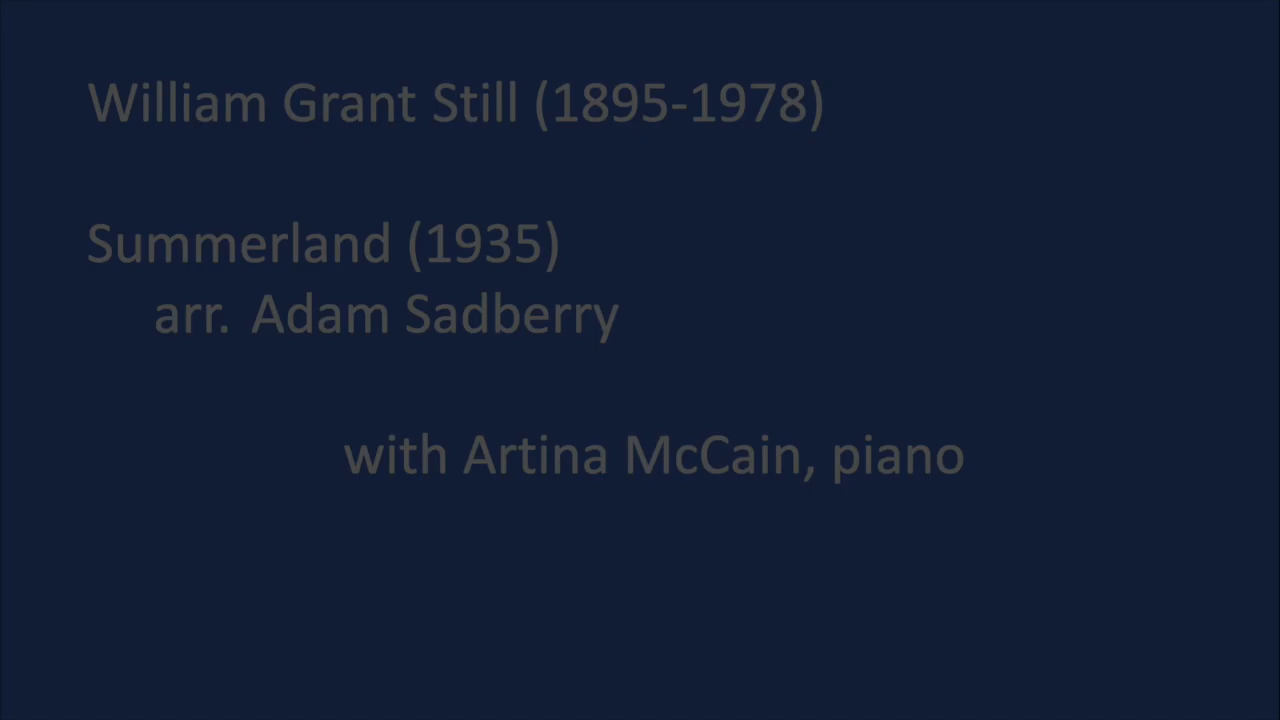 William Grant Still (1895-1978)
Summerland (1935)
arr. Adam Sadberry
with Artina McCain, piano